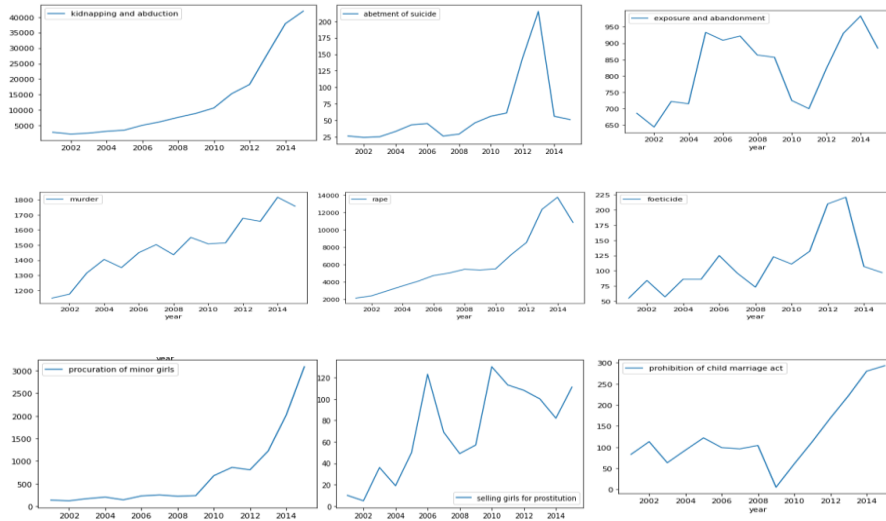 kidnapping and abduction
40000
35000
30000
25000
20000
15000
10000
5000
2002 2004 2006 2008 2010 2012 2014
abetment of suicide
200
175
150
125
100
75
50
25
2002 2004 2006 2008 2010 2012 2014
exposure and abandonment
950
900
850
800
750
700
650
2002 2004 2006 2008 2010 2012 2014
year
murder
1800
1700
1600
1500
1400
1300
1200
2002 2004 2006 2008 2010 2012 2014
year
rape
14000
12000
10000
8000
6000
4000
2000
2002 2004 2006 2008 2010 2012 2014
year
foeticide
225
200
175
150
125
100
75
50
2002 2004 2006 2008 2010 2012 2014
year
year
procuration of minor girls
3000
2500
2000
1500
1000
500
0
2002 2004 2006 2008 2010 2012 2014
120
100
80
60
40
20
0
selling girls for prostitution
2002 2004 2006 2008 2010 2012 2014
prohibition of child marriage act
300
250
200
150
100
50
0
2002 2004 2006 2008 2010 2012 2014
year